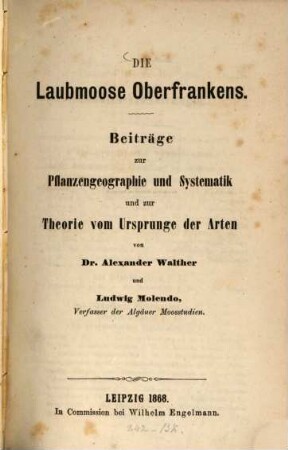 DIE
Laubmoose Oberfrankens.
Beiträge
zur
Pflanzengeographie und Systematik
und zur
Theorie vom Ursprunge der Arten
von
Dr. Alexander Walther
und
Ludwig Molendo,
Verfasser der Algäuer Moosstudien.
LEIPZIG 1868.
In Commission bei Wilhelm Engelmann.